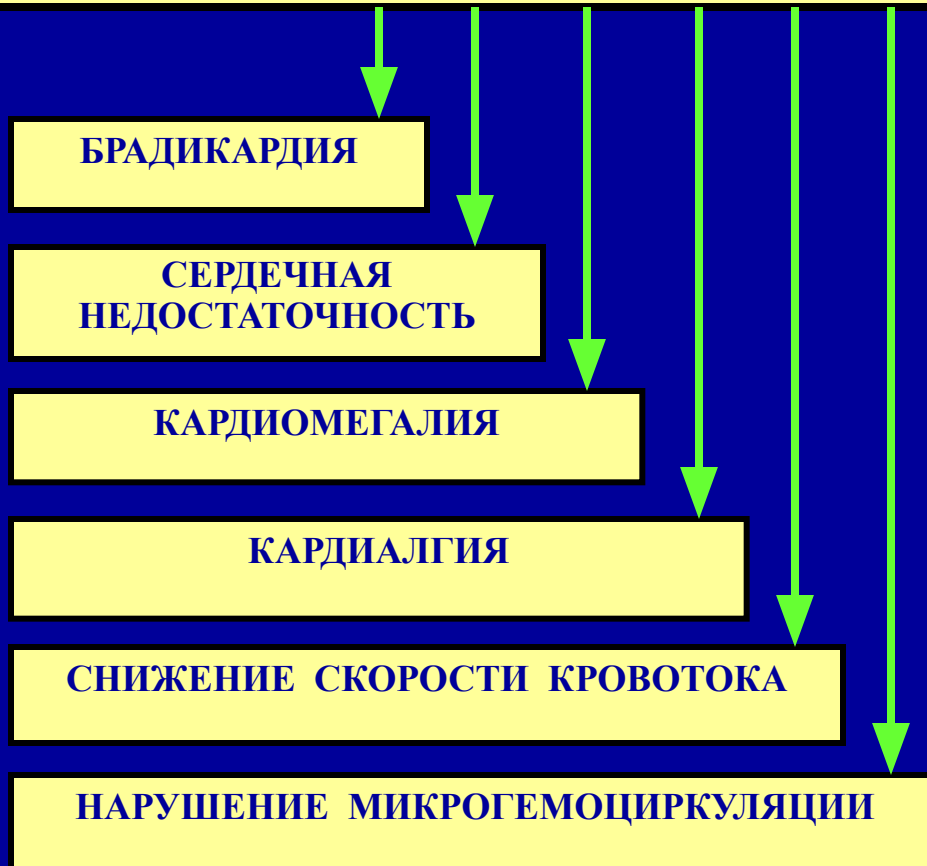 БРАДИКАРДИЯ
СЕРДЕЧНАЯ
НЕДОСТАТОЧНОСТЬ
КАРДИОМЕГАЛИЯ
КАРДИАЛГИЯ
СНИЖЕНИЕ СКОРОСТИ КРОВОТОКА
НАРУШЕНИЕ МИКРОГЕМОЦИРКУЛЯЦИИ